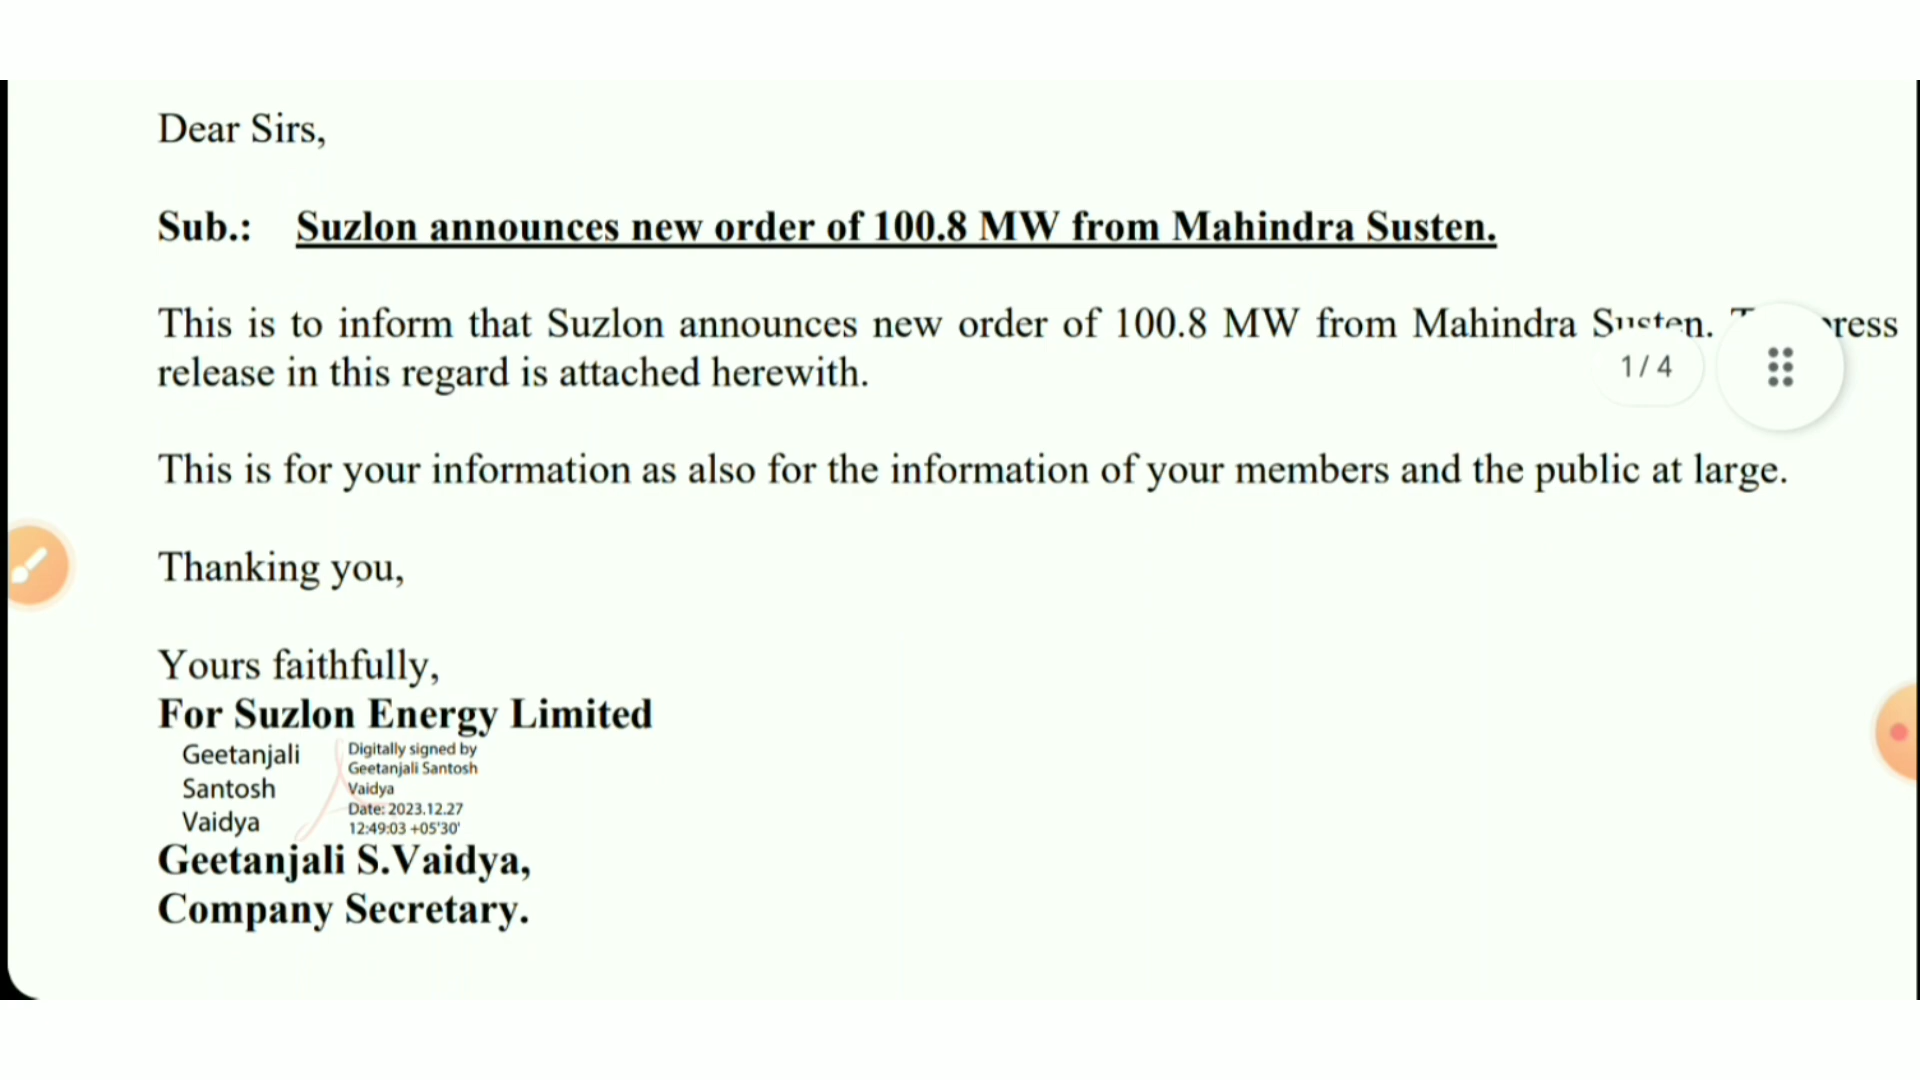 Dear Sirs,
Sub.: Suzlon announces new order of 100.8 MW from Mahindra Susten.
This is to inform that Suzlon announces new order of 100.8 MW from Mahindra Susten.
release in this regard is attached herewith.
1 / 4
This is for your information as also for the information of your members and the public at large.
Thanking you,
Yours faithfully,
For Suzlon Energy Limited
Geetanjali
Santosh
Vaidya
Digitally signed by
Geetanjali Santosh
Vaidya
Date: 2023.12.27
12:49:03 +05'30'
Geetanjali S.Vaidya,
Company Secretary.